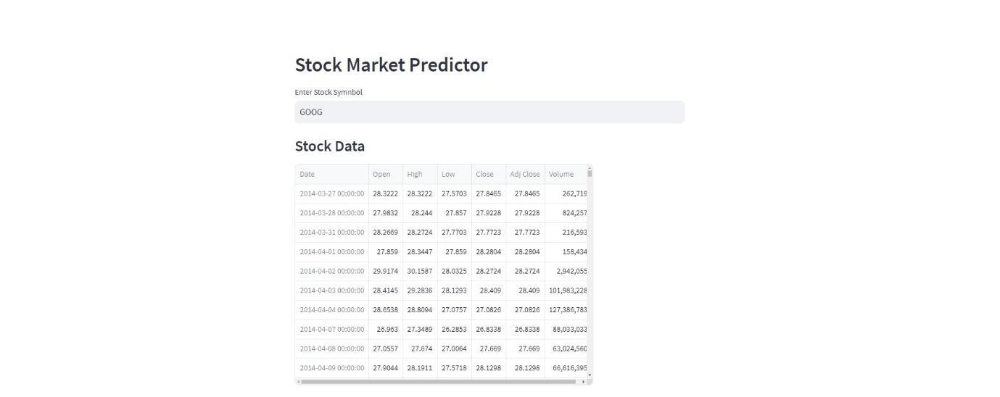 Stock Market Predictor
Enter Stock Symnbol
GOOG
Stock Data
Date Open High Low Close Adj Close Volume
2014-03-27 00:00:00 28.3222 28.3222 27.5703 27.8465 27.8465 262,719
2014-03-28 00:00:00 27.9832 28.244 27.857 27.9228 27.9228 824,257
2014-03-31 00:00:00 28.2669 28.2724 27.7703 27.7723 27.7723 216,593
2014-04-01 00:00:00 27.859 28.3447 27.859 28.2804 28.2804 158,434
2014-04-02 00:00:00 29.9174 30.1587 28.0325 28.2724 28.2724 2,942,055
2014-04-03 00:00:00 28.4145 29.2836 28.1293 28.409 28.409 101,983,228
2014-04-04 00:00:00 28.6538 28.8094 27.0757 27.0826 27.0826 127,386,783
2014-04-07 00:00:00 26.963 27.3489 26.2853 26.8338 26.8338 88,033,033
2014-04-08 00:00:00 27.0557 27.674 27.0064 27.669 27.669 63,024,560
2014-04-09 00:00:00 27.9044 28.1911 27.5718 28.1298 28.1298 66,616,395